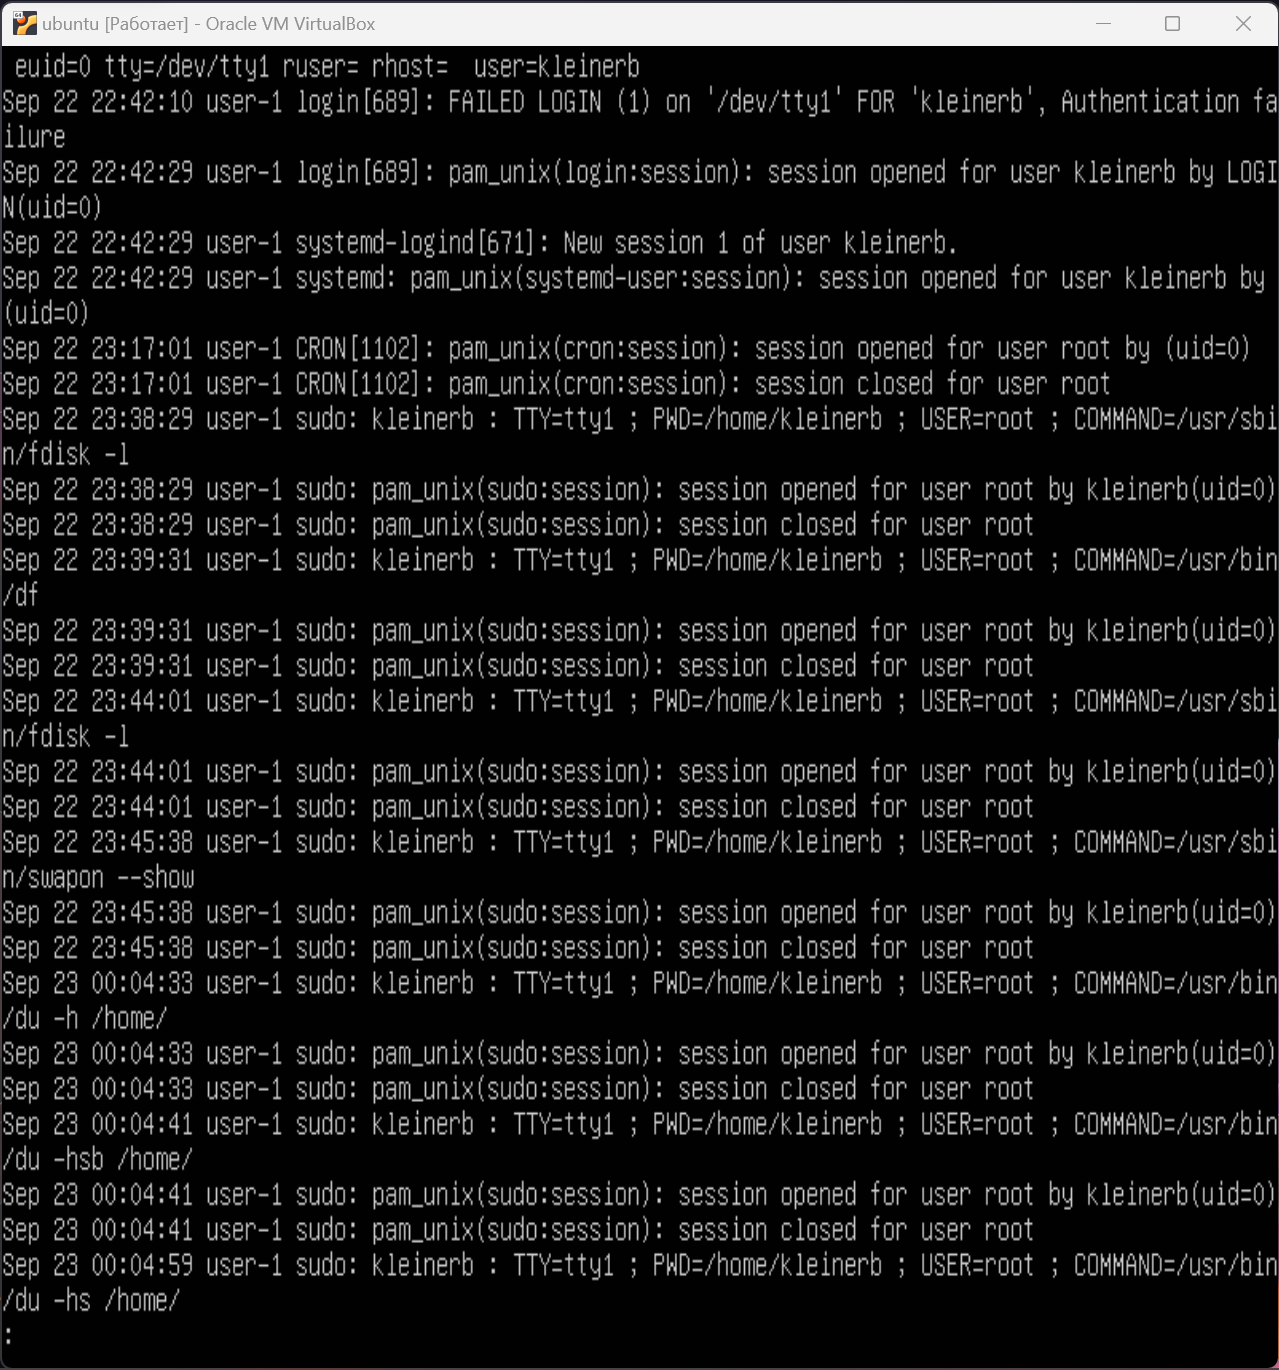 ubuntu [Работает] - Oracle VM VirtualBox
 euid=0 tty=/dev/tty1 ruser= rhost=  user=kleinerb
Sep 22 22:42:10 user-1 login[689]: FAILED LOGIN (1) on '/dev/tty1' FOR 'kleinerb', Authentication fa
ilure
Sep 22 22:42:29 user-1 login[689]: pam_unix(login:session): session opened for user kleinerb by LOGI
N(uid=0)
Sep 22 22:42:29 user-1 systemd-logind[671]: New session 1 of user kleinerb.
Sep 22 22:42:29 user-1 systemd: pam_unix(systemd-user:session): session opened for user kleinerb by
(uid=0)
Sep 22 23:17:01 user-1 CRON[1102]: pam_unix(cron:session): session opened for user root by (uid=0)
Sep 22 23:17:01 user-1 CRON[1102]: pam_unix(cron:session): session closed for user root
Sep 22 23:38:29 user-1 sudo: kleinerb : TTY=tty1 ; PWD=/home/kleinerb ; USER=root ; COMMAND=/usr/sbi
n/fdisk -l
Sep 22 23:38:29 user-1 sudo: pam_unix(sudo:session): session opened for user root by kleinerb(uid=0)
Sep 22 23:38:29 user-1 sudo: pam_unix(sudo:session): session closed for user root
Sep 22 23:39:31 user-1 sudo: kleinerb : TTY=tty1 ; PWD=/home/kleinerb ; USER=root ; COMMAND=/usr/bin
/df
Sep 22 23:39:31 user-1 sudo: pam_unix(sudo:session): session opened for user root by kleinerb(uid=0)
Sep 22 23:39:31 user-1 sudo: pam_unix(sudo:session): session closed for user root
Sep 22 23:44:01 user-1 sudo: kleinerb : TTY=tty1 ; PWD=/home/kleinerb ; USER=root ; COMMAND=/usr/sbi
n/fdisk -l
Sep 22 23:44:01 user-1 sudo: pam_unix(sudo:session): session opened for user root by kleinerb(uid=0)
Sep 22 23:44:01 user-1 sudo: pam_unix(sudo:session): session closed for user root
Sep 22 23:45:38 user-1 sudo: kleinerb : TTY=tty1 ; PWD=/home/kleinerb ; USER=root ; COMMAND=/usr/sbi
n/swapon --show
Sep 22 23:45:38 user-1 sudo: pam_unix(sudo:session): session opened for user root by kleinerb(uid=0)
Sep 22 23:45:38 user-1 sudo: pam_unix(sudo:session): session closed for user root
Sep 23 00:04:33 user-1 sudo: kleinerb : TTY=tty1 ; PWD=/home/kleinerb ; USER=root ; COMMAND=/usr/bin
/du -h /home/
Sep 23 00:04:33 user-1 sudo: pam_unix(sudo:session): session opened for user root by kleinerb(uid=0)
Sep 23 00:04:33 user-1 sudo: pam_unix(sudo:session): session closed for user root
Sep 23 00:04:41 user-1 sudo: kleinerb : TTY=tty1 ; PWD=/home/kleinerb ; USER=root ; COMMAND=/usr/bin
/du -hsb /home/
Sep 23 00:04:41 user-1 sudo: pam_unix(sudo:session): session opened for user root by kleinerb(uid=0)
Sep 23 00:04:41 user-1 sudo: pam_unix(sudo:session): session closed for user root
Sep 23 00:04:59 user-1 sudo: kleinerb : TTY=tty1 ; PWD=/home/kleinerb ; USER=root ; COMMAND=/usr/bin
/du -hs /home/
: